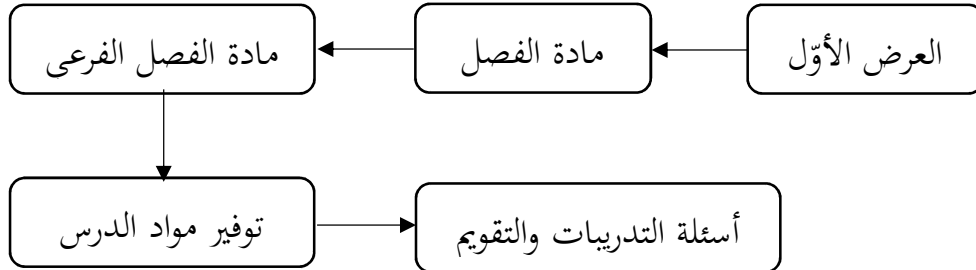 العرض الأوّل
مادة الفصل
مادة الفصل الفرعى
توفير مواد الدرس
أسئلة التدريبات والتقويم